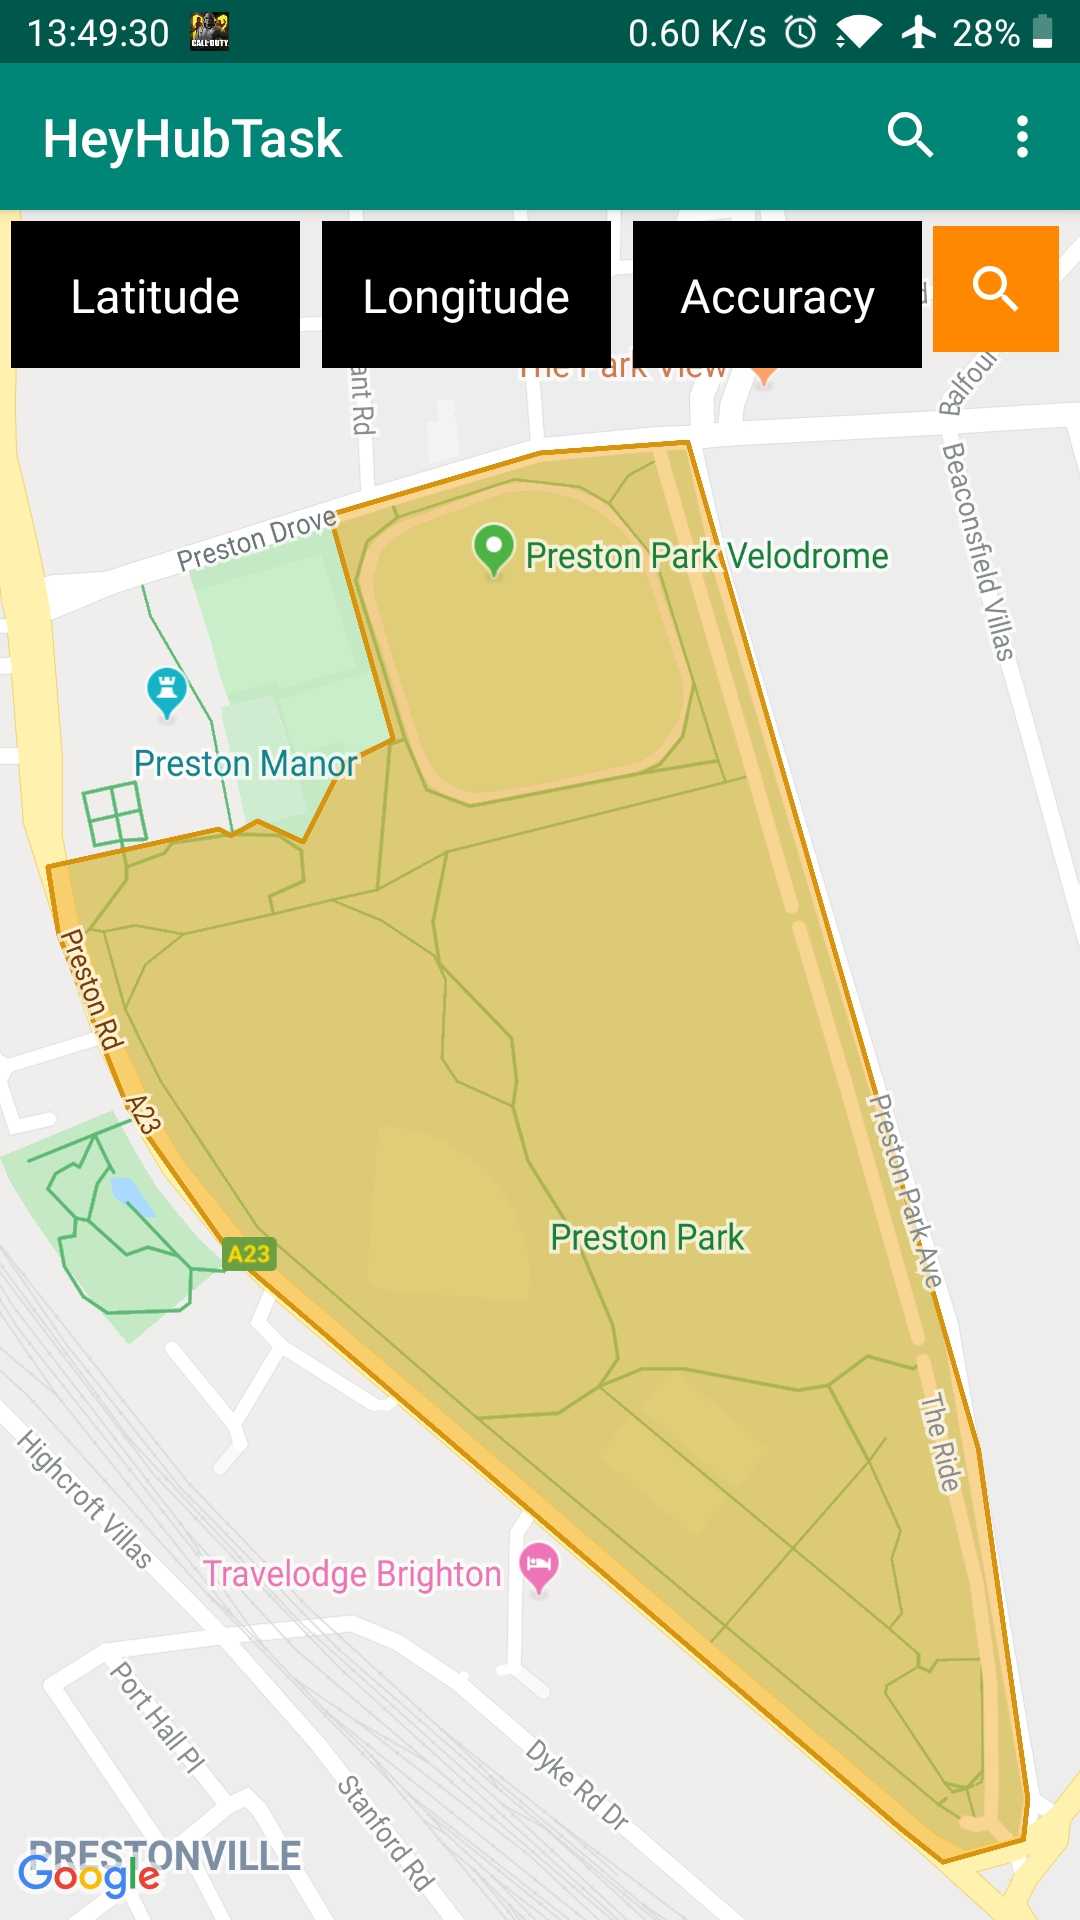 13:49:30
CALL DUTY
0.60 K/s
28%
HeyHubTask
Latitude
Longitude
Accuracy
The Park View
Balfour
ant Rd
Preston Drove
Beaconsfield Villas
Preston Park Velodrome
Preston Manor
Preston Rd
A23
A23
Preston Park Ave
Preston Park
The Ride
Highcroft Villas
Travelodge Brighton
Port Hall Pl
Dyke Rd Dr
Stanford Rd
PRESTONVILLE
Google